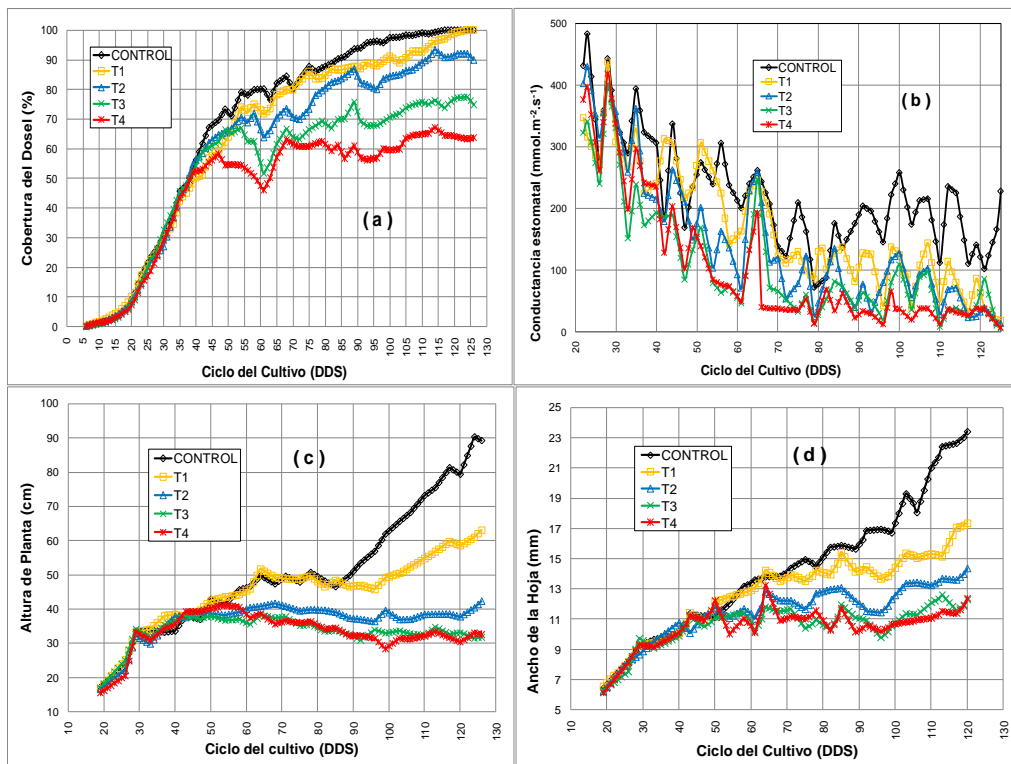 Cobertura del Dosel (%)
100
90
80
70
60
50
40
30
20
10
0
CONTROL
T1
T2
T3
T4
( a )
0 5 10 15 20 25 30 35 40 45 50 55 60 65 70 75 80 85 90 95 100 105 110 115 120 125 130
Ciclo del Cultivo (DDS)
Conductancia estomatal (mmol.m-2.s-1)
500
400
300
200
100
0
CONTROL
T1
T2
T3
T4
( b )
20 30 40 50 60 70 80 90 100 110 120
Ciclo del Cultivo (DDS)
Altura de Planta (cm)
100
90
80
70
60
50
40
30
20
10
CONTROL
T1
T2
T3
T4
( c )
10 20 30 40 50 60 70 80 90 100 110 120 130
Ciclo del cultivo (DDS)
Ancho de la Hoja (mm)
25
23
21
19
17
15
13
11
9
7
5
CONTROL
T1
T2
T3
T4
( d )
10 20 30 40 50 60 70 80 90 100 110 120 130
Ciclo del Cultivo (DDS)